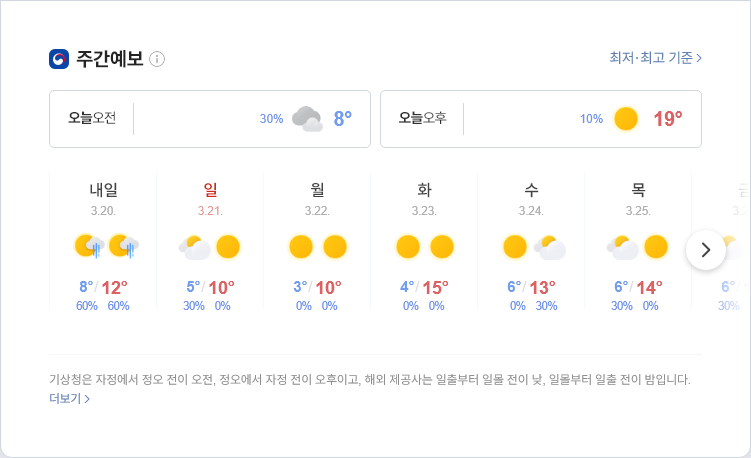 주간예보
최저·최고 기준
오늘오전 30% 8°
오늘오후 10% 19°
내일 일 월 화 수 목
3.20. 3.21. 3.22. 3.23. 3.24. 3.25.
8°/12° 5°/10° 3°/10° 4°/15° 6°/13° 6°/14° 6°
60% 60% 30% 0% 0% 0% 0% 0% 0% 30% 30% 0% 30%
기상청은 자정에서 정오 전이 오전, 정오에서 자정 전이 오후이고, 해외 제공사는 일출부터 일몰 전이 낮, 일몰부터 일출 전이 밤입니다.
더보기